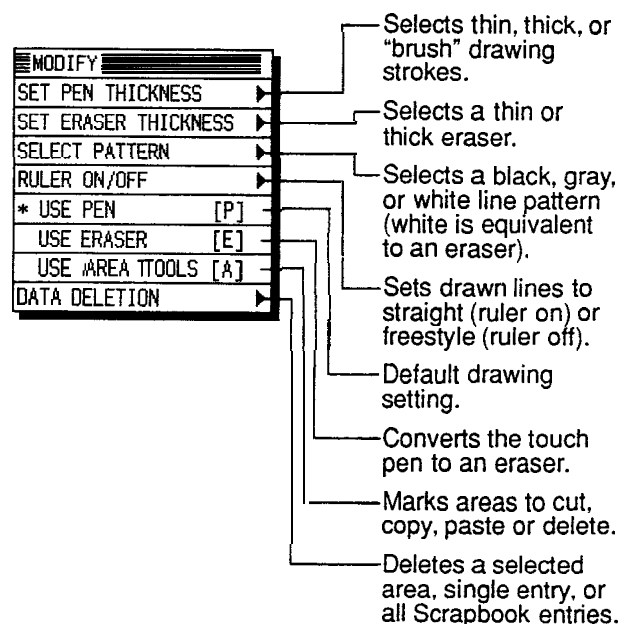 MODIFY
SET PEN THICKNESS
SET ERASER THICKNESS
SELECT PATTERN
RULER ON/OFF
* USE PEN [P]
USE ERASER [E]
USE AREA TTOOLS [A]
DATA DELETION
Selects thin, thick, or
“brush” drawing
strokes.
Selects a thin or
thick eraser.
Selects a black, gray,
or white line pattern
(white is equivalent
to an eraser).
Sets drawn lines to
straight (ruler on) or
freestyle (ruler off).
Default drawing
setting.
Converts the touch
pen to an eraser.
Marks areas to cut,
copy, paste or delete.
Deletes a selected
area, single entry, or
all Scrapbook entries.